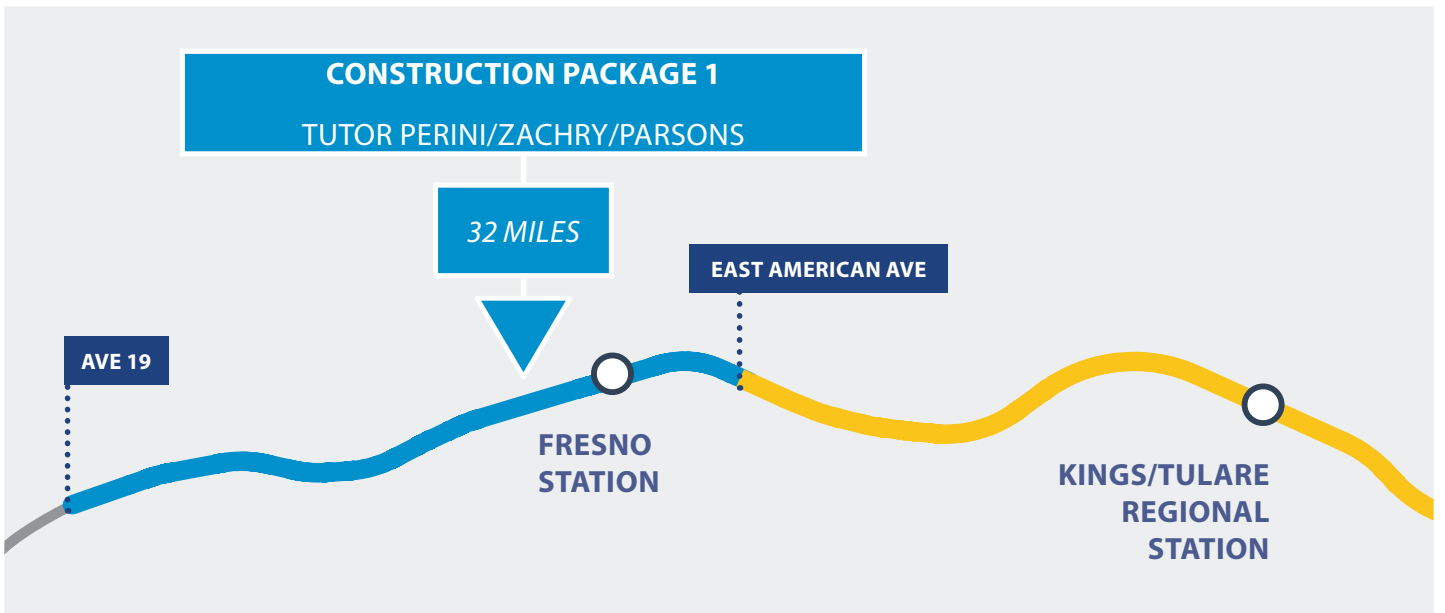 CONSTRUCTION PACKAGE 1
TUTOR PERINI/ZACHRY/PARSONS
32 MILES
EAST AMERICAN AVE
AVE 19
FRESNO
STATION
KINGS/TULARE
REGIONAL
STATION